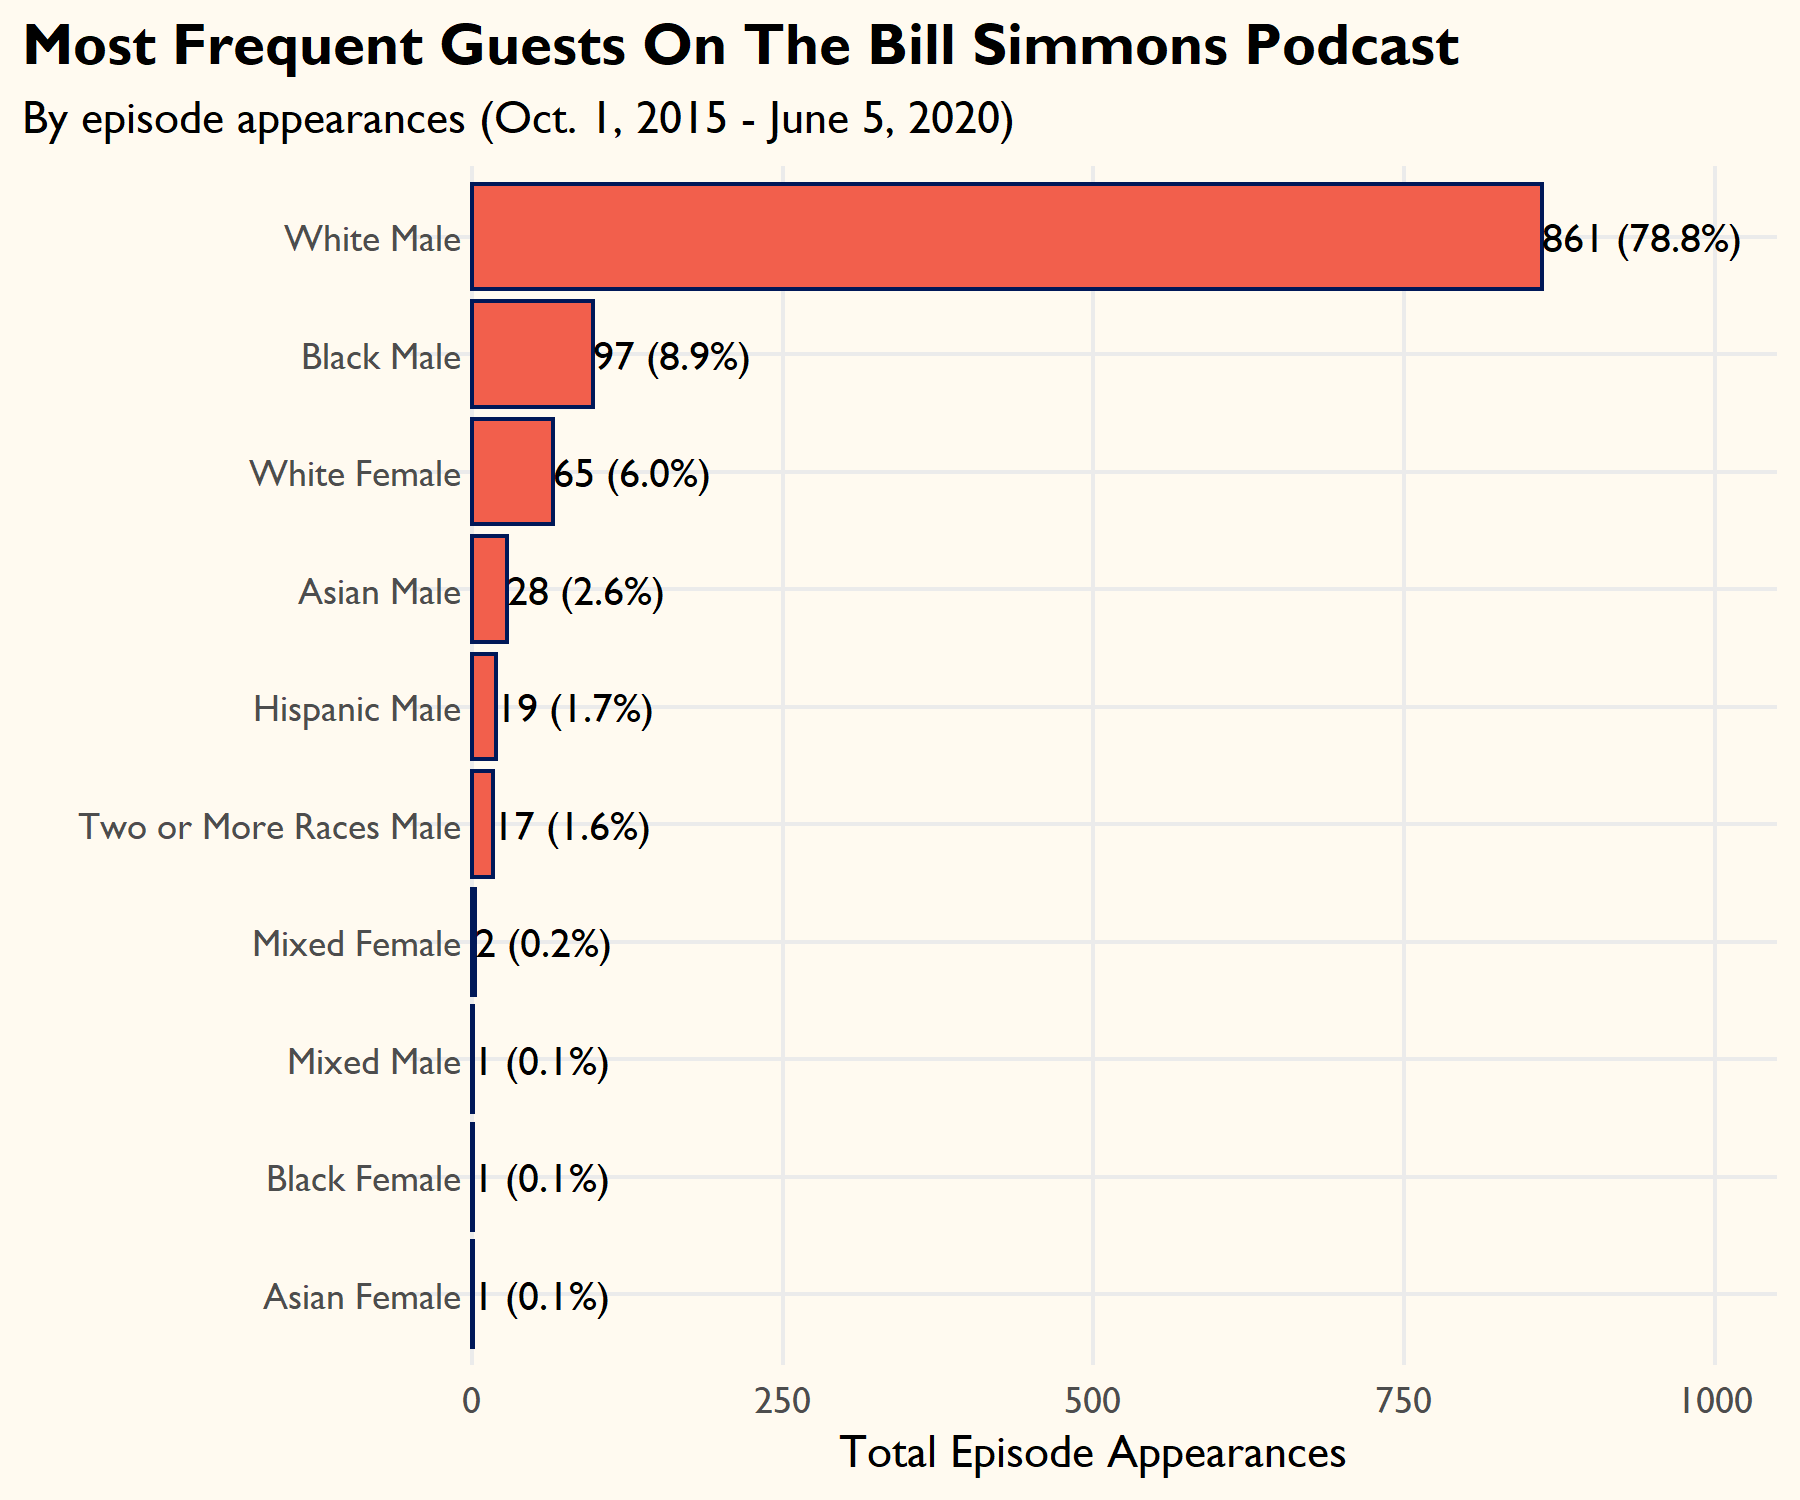 Most Frequent Guests On The Bill Simmons Podcast
By episode appearances (Oct. 1, 2015 - June 5, 2020)
White Male 861 (78.8%)
Black Male 97 (8.9%)
White Female 65 (6.0%)
Asian Male 28 (2.6%)
Hispanic Male 19 (1.7%)
Two or More Races Male 17 (1.6%)
Mixed Female 2 (0.2%)
Mixed Male 1 (0.1%)
Black Female 1 (0.1%)
Asian Female 1 (0.1%)
0 250 500 750 1000
Total Episode Appearances